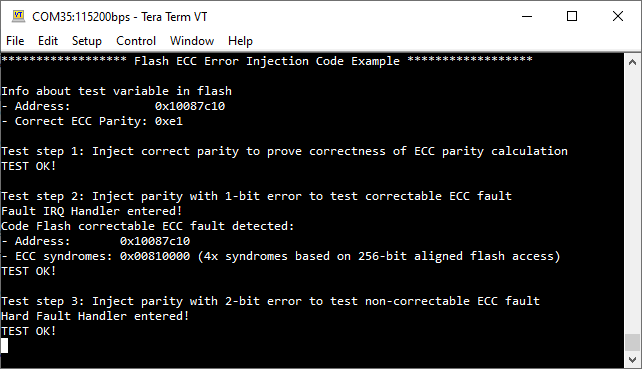 VT COM35:115200bps - Tera Term VT
File Edit Setup Control Window Help
****************** Flash ECC Error Injection Code Example ******************
Info about test variable in flash
- Address:            0x10087c10
- Correct ECC Parity: 0xe1
Test step 1: Inject correct parity to prove correctness of ECC parity calculation
TEST OK!
Test step 2: Inject parity with 1-bit error to test correctable ECC fault
Fault IRQ Handler entered!
Code Flash correctable ECC fault detected:
- Address:       0x10087c10
- ECC syndromes: 0x00810000 (4x syndromes based on 256-bit aligned flash access)
TEST OK!
Test step 3: Inject parity with 2-bit error to test non-correctable ECC fault
Hard Fault Handler entered!
TEST OK!